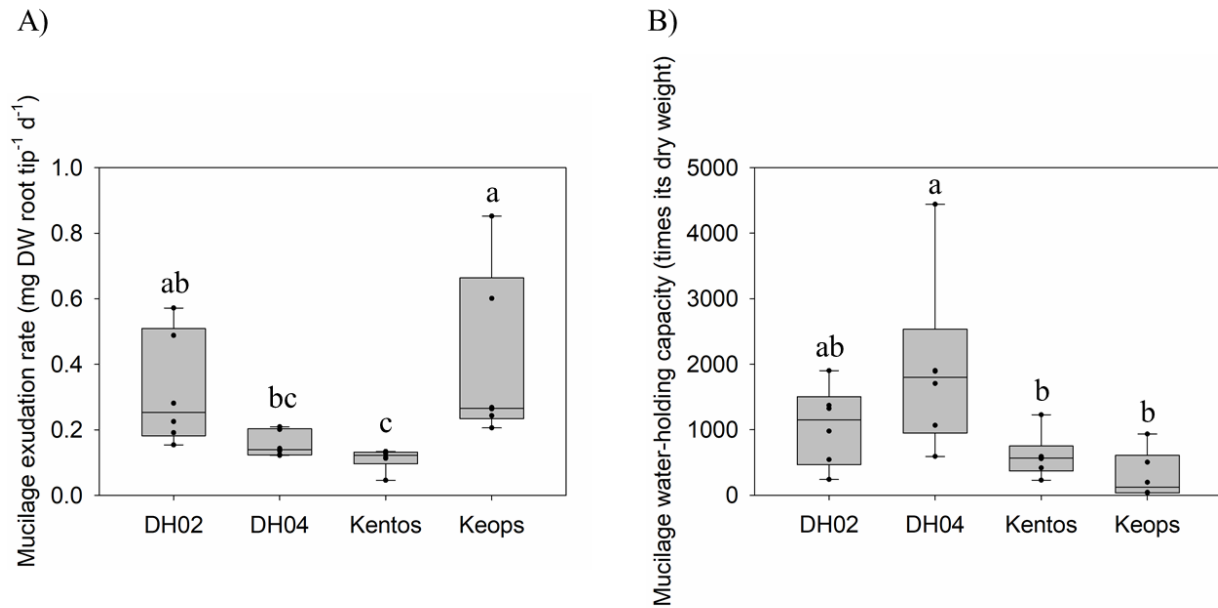 A)
Mucilage exudation rate (mg DW root tip⁻¹ d⁻¹)
1.0
0.8
0.6
0.4
0.2
0.0
ab
bc
c
a
DH02 DH04 Kentos Keops
B)
Mucilage water-holding capacity (times its dry weight)
5000
4000
3000
2000
1000
0
ab
a
b
b
DH02 DH04 Kentos Keops